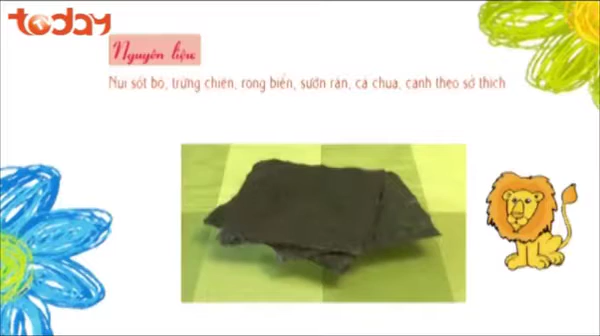 today
Nguyên liệu
Nui sốt bò, trứng chiên, rong biển, sườn rán, cà chua, canh theo sở thích